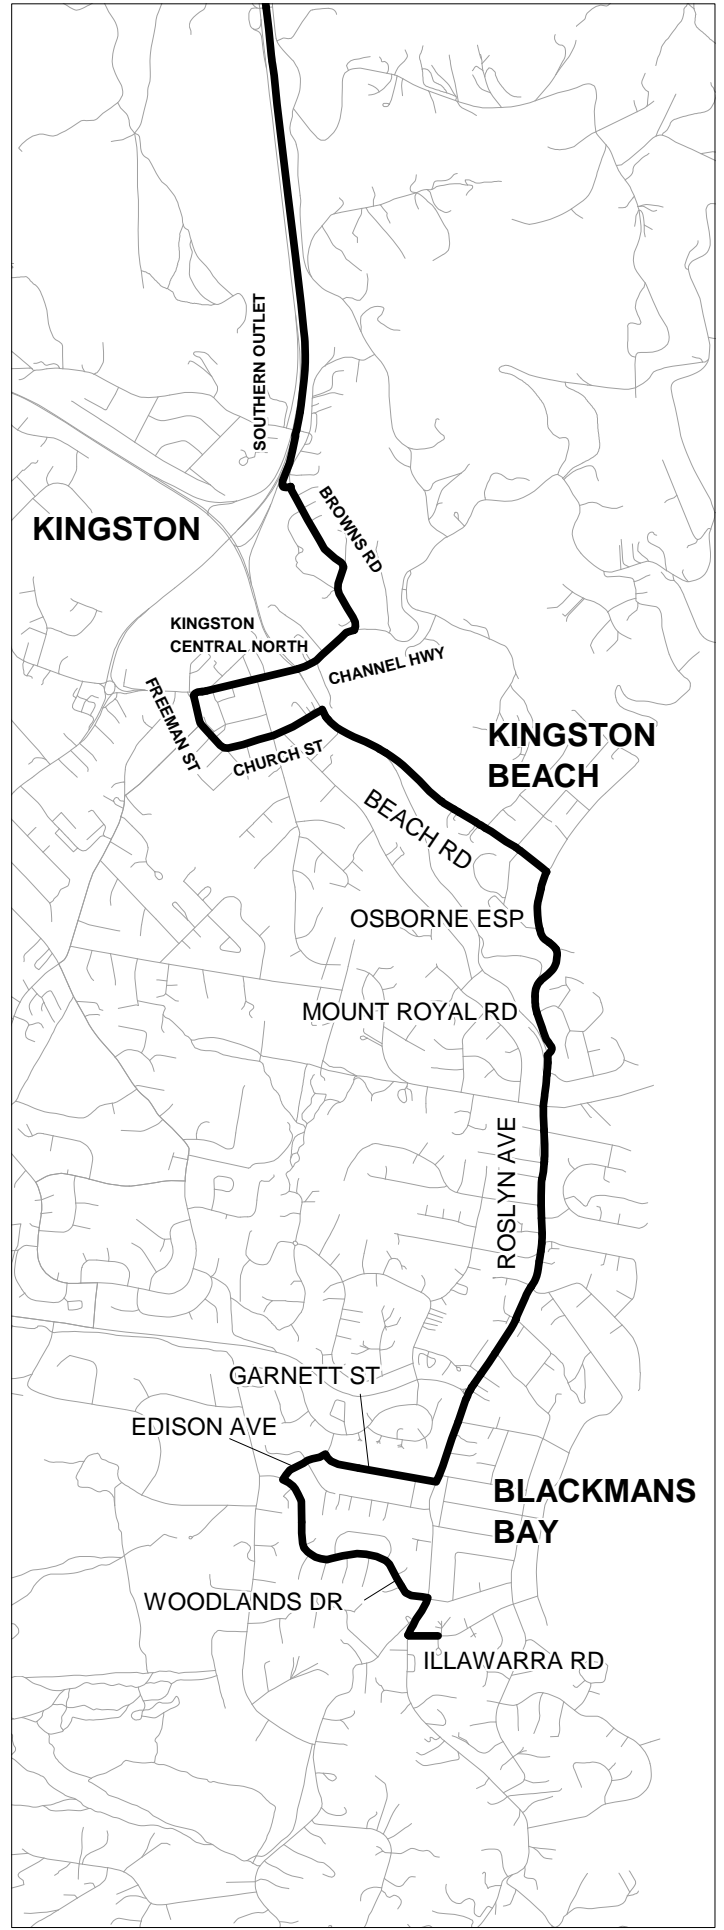 SOUTHERN OUTLET
BROWNS RD
KINGSTON
KINGSTON
CENTRAL NORTH
CHANNEL HWY
FREEMAN ST
CHURCH ST
KINGSTON
BEACH
BEACH RD
OSBORNE ESP
MOUNT ROYAL RD
ROSLYN AVE
GARNETT ST
EDISON AVE
BLACKMANS
BAY
WOODLANDS DR
ILLAWARRA RD